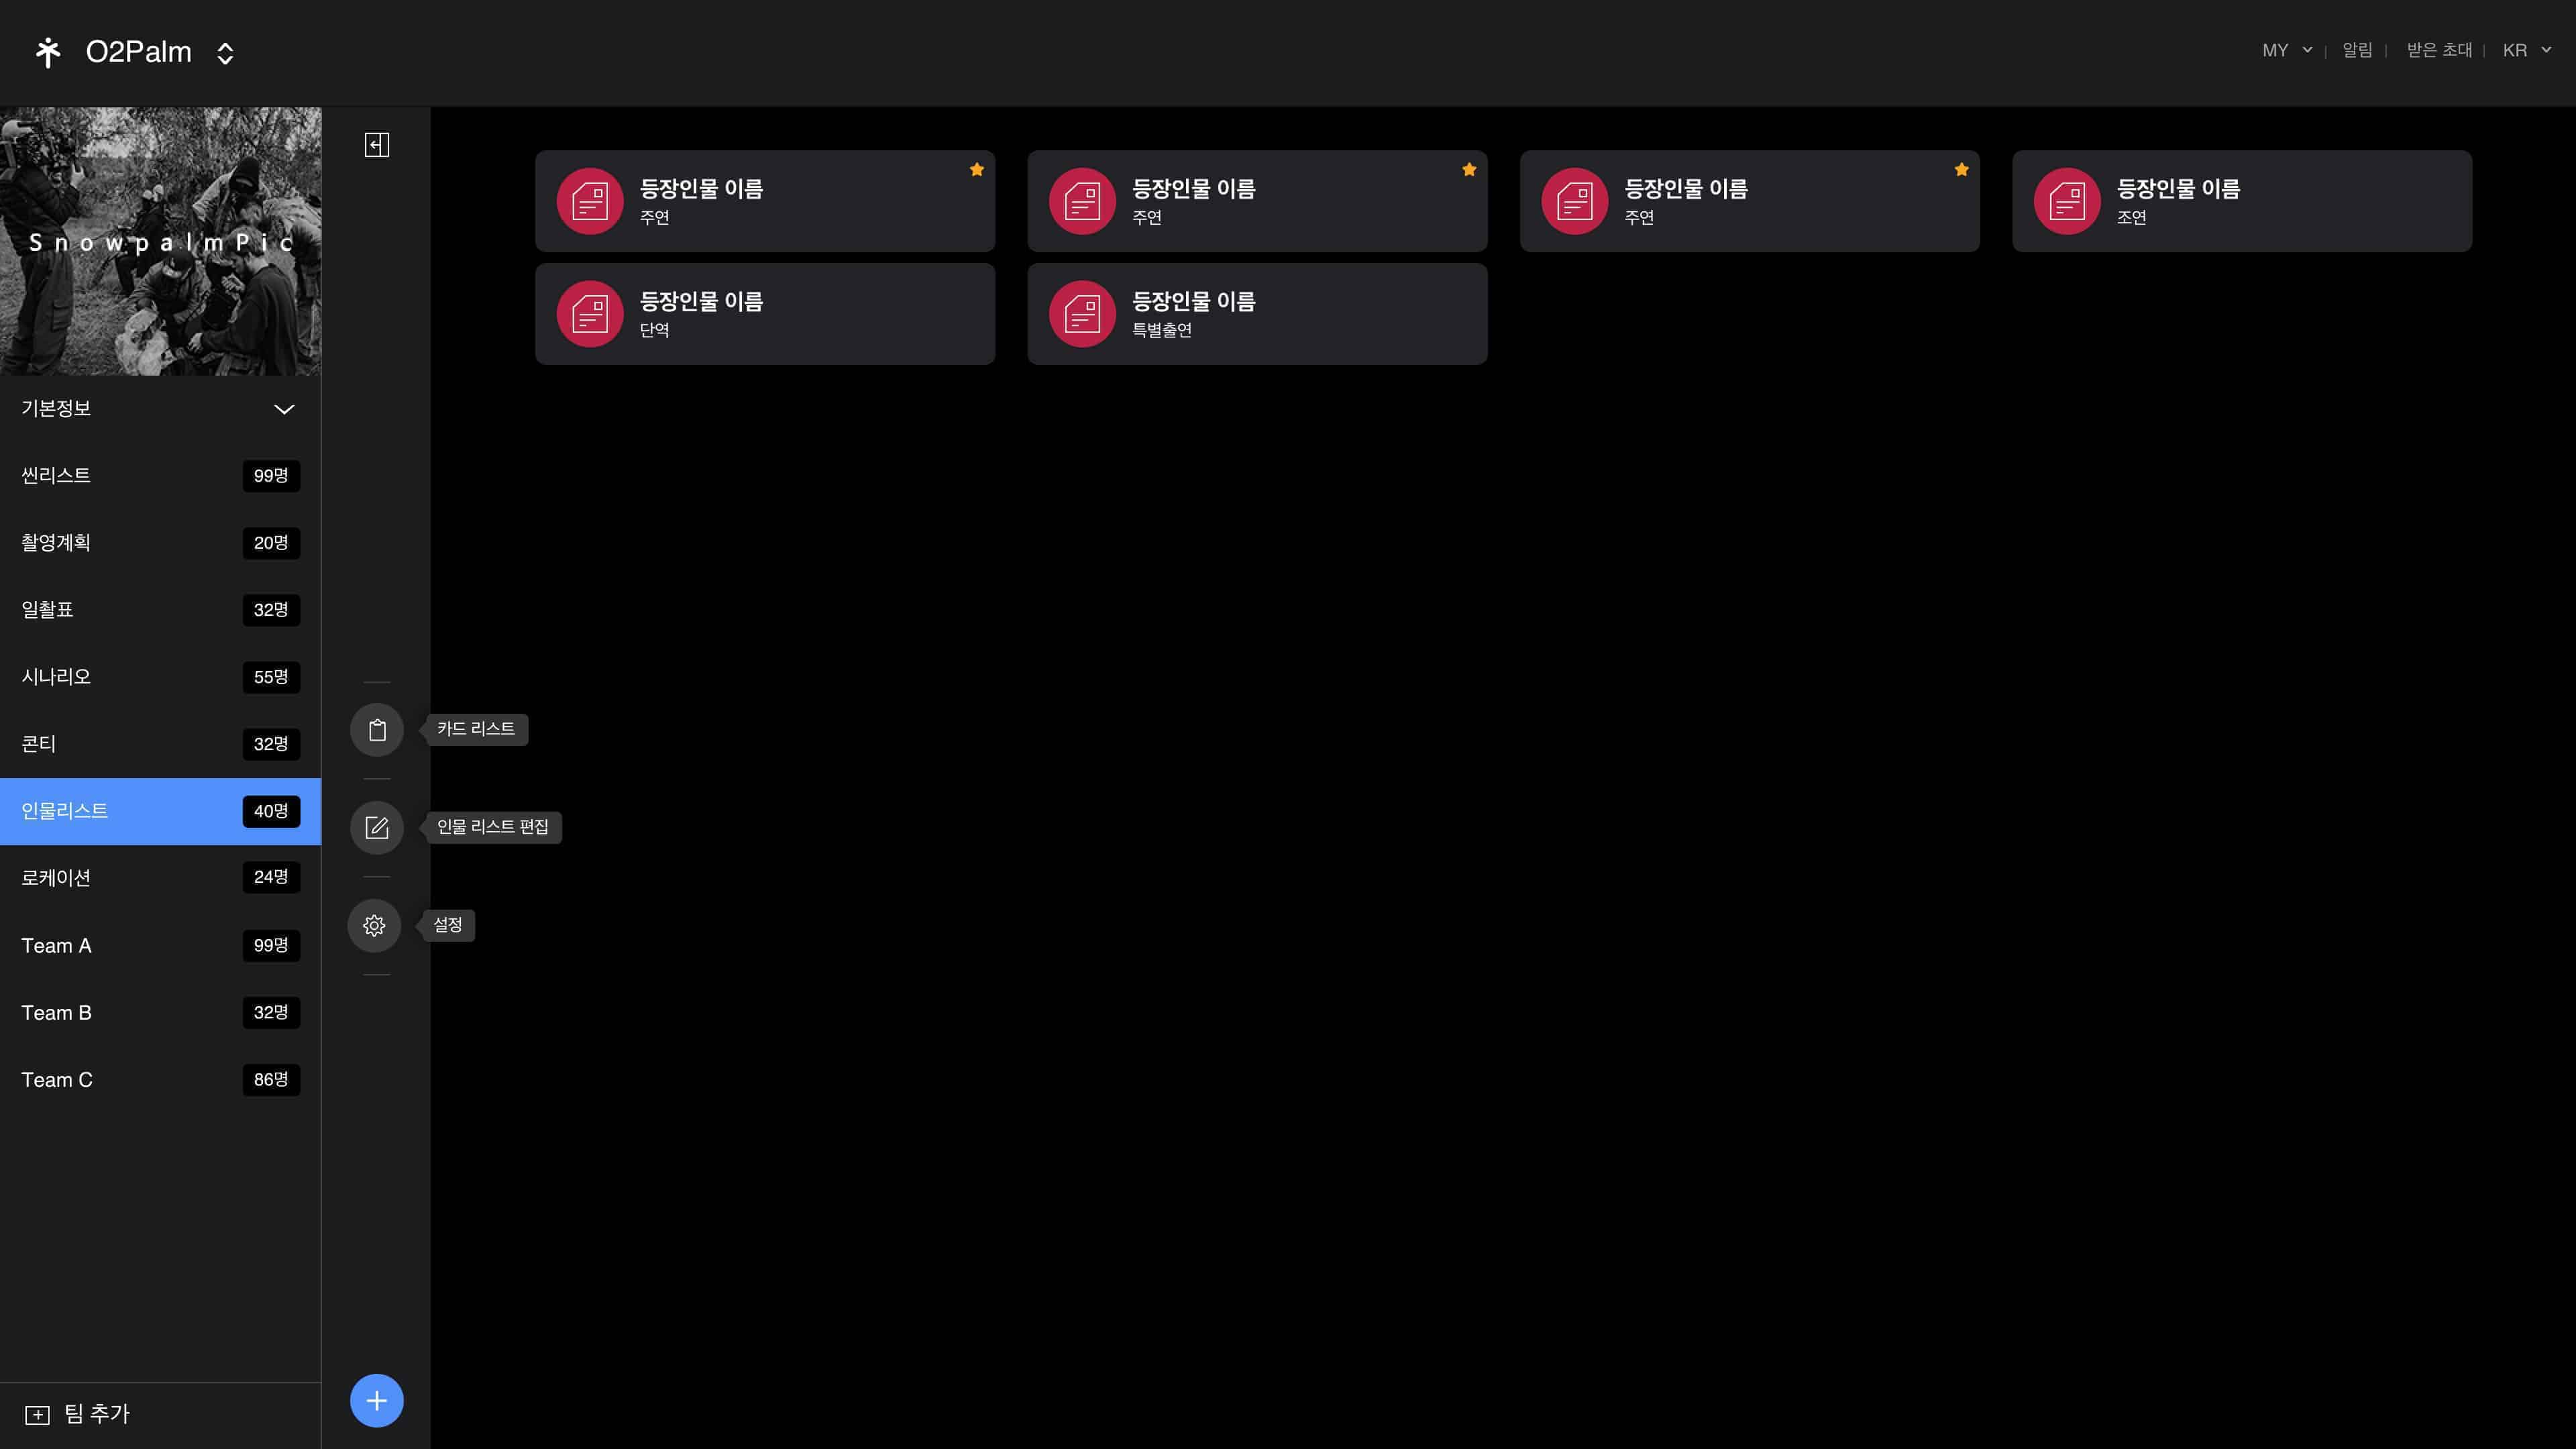 O2Palm
MY
알림
받은 초대
KR
SnowpalmPic
기본정보
씬리스트 99명
촬영계획 20명
일촬표 32명
시나리오 55명
콘티 32명
인물리스트 40명
로케이션 24명
Team A 99명
Team B 32명
Team C 86명
팀 추가
카드 리스트
인물 리스트 편집
설정
등장인물 이름
주연
등장인물 이름
주연
등장인물 이름
주연
등장인물 이름
조연
등장인물 이름
단역
등장인물 이름
특별출연